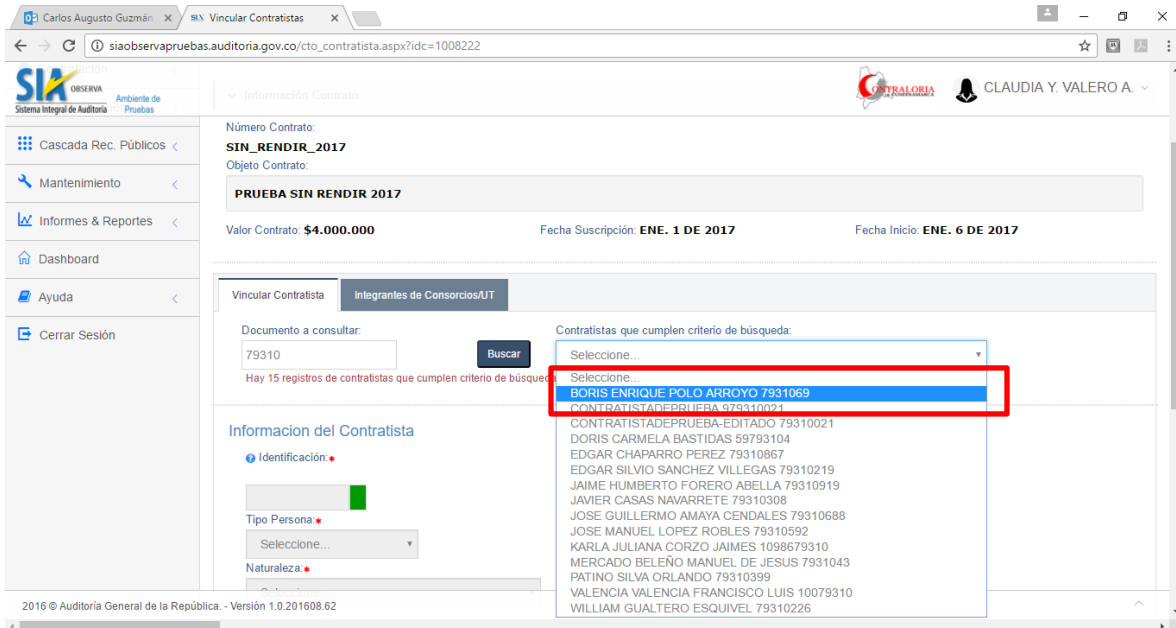 Carlos Augusto Guzmán
SIA Vincular Contratistas
siaobservapruebas.auditoria.gov.co/cto_contratista.aspx?idc=1008222
SIA OBSERVA
Ambiente de Pruebas
Sistema Integral de Auditoría
Información Contrato
CONTRALORIA
DE CUNDINAMARCA
CLAUDIA Y. VALERO A.
Cascada Rec. Públicos
Mantenimiento
Informes & Reportes
Dashboard
Ayuda
Cerrar Sesión
Número Contrato:
SIN_RENDIR_2017
Objeto Contrato:
PRUEBA SIN RENDIR 2017
Valor Contrato: $4.000.000 Fecha Suscripción: ENE. 1 DE 2017 Fecha Inicio: ENE. 6 DE 2017
Vincular Contratista Integrantes de Consorcios/UT
Documento a consultar:
79310
Buscar
Hay 15 registros de contratistas que cumplen criterio de búsqueda
Contratistas que cumplen criterio de búsqueda:
Seleccione...
Seleccione...
BORIS ENRIQUE POLO ARROYO 7931069
CONTRATISTADEPRUEBA 979310021
CONTRATISTADEPRUEBA-EDITADO 79310021
DORIS CARMELA BASTIDAS 59793104
EDGAR CHAPARRO PEREZ 79310867
EDGAR SILVIO SANCHEZ VILLEGAS 79310219
JAIME HUMBERTO FORERO ABELLA 79310919
JAVIER CASAS NAVARRETE 79310308
JOSE GUILLERMO AMAYA CENDALES 79310688
JOSE MANUEL LOPEZ ROBLES 79310592
KARLA JULIANA CORZO JAIMES 1098679310
MERCADO BELEÑO MANUEL DE JESUS 7931043
PATINO SILVA ORLANDO 79310399
VALENCIA VALENCIA FRANCISCO LUIS 10079310
WILLIAM GUALTERO ESQUIVEL 79310226
Informacion del Contratista
Identificación:*
Tipo Persona:*
Seleccione...
Naturaleza:*
2016 © Auditoría General de la República. - Versión 1.0.201608.62